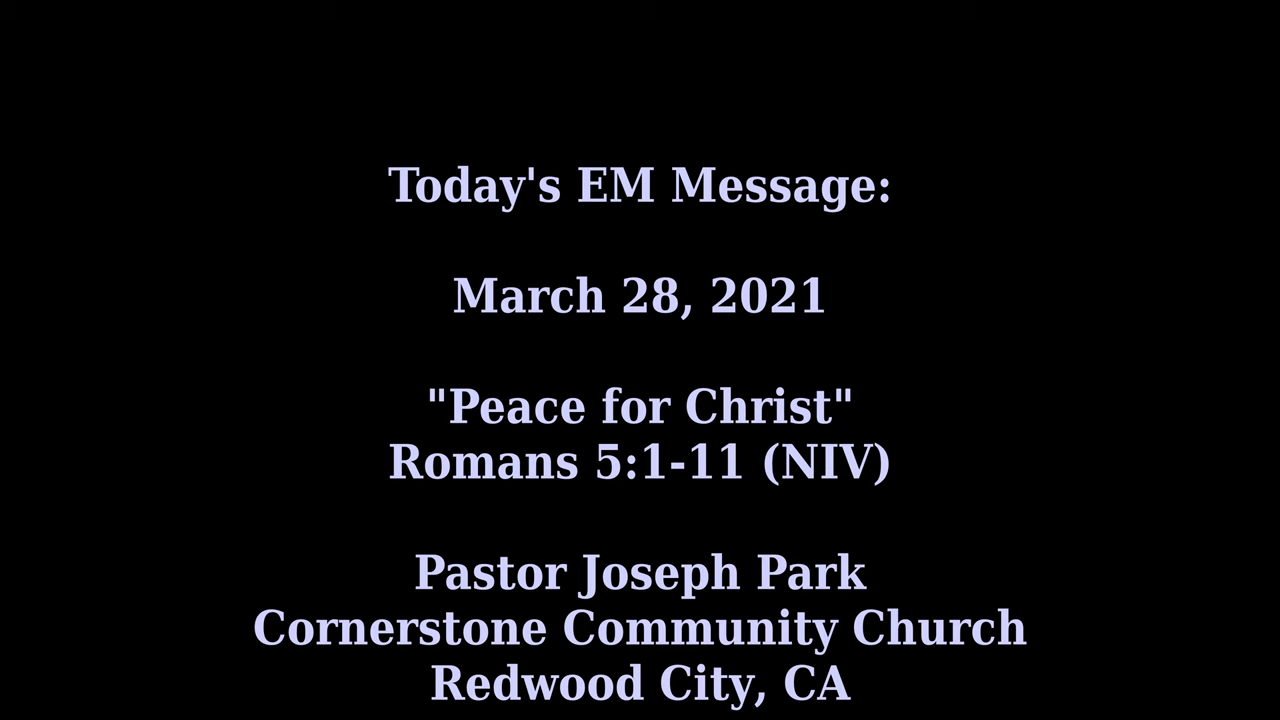 Today's EM Message:
March 28, 2021
"Peace for Christ"
Romans 5:1-11 (NIV)
Pastor Joseph Park
Cornerstone Community Church
Redwood City, CA